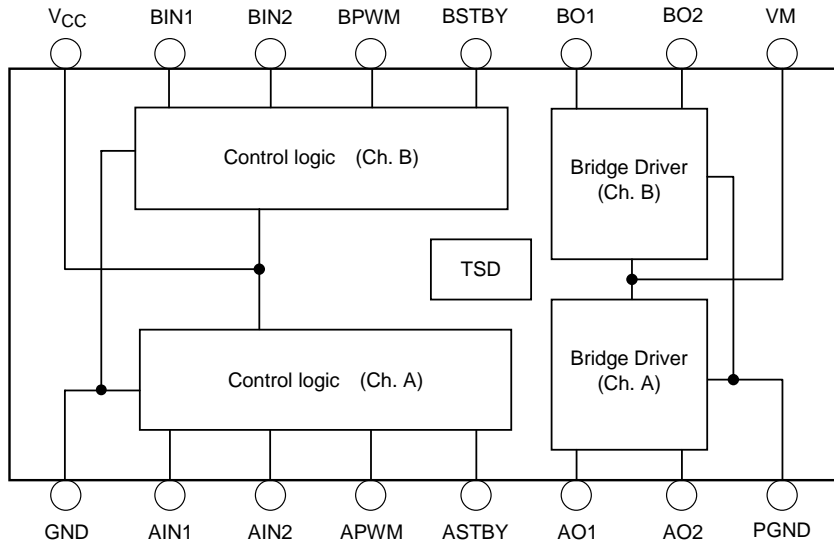 VCC BIN1 BIN2 BPWM BSTBY BO1 BO2 VM
Control logic (Ch. B)
Bridge Driver
(Ch. B)
TSD
Control logic (Ch. A)
Bridge Driver
(Ch. A)
GND AIN1 AIN2 APWM ASTBY AO1 AO2 PGND